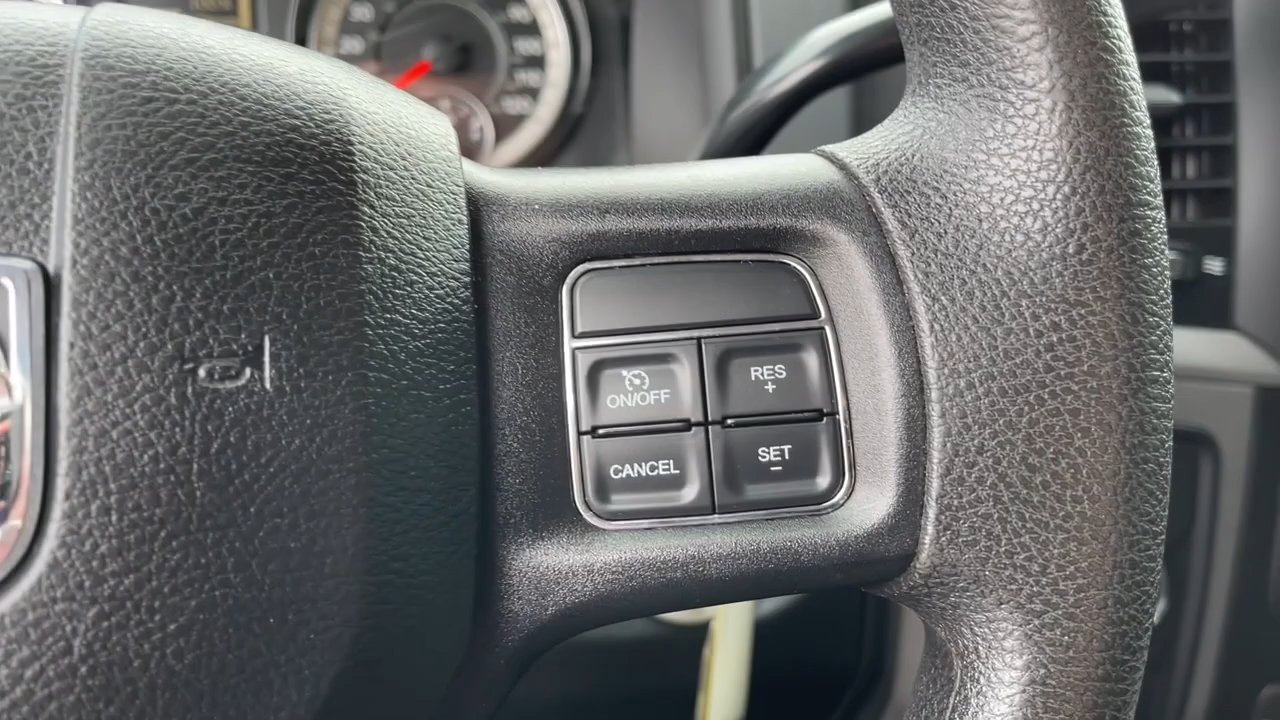 ON/OFF
RES
+
CANCEL
SET
−